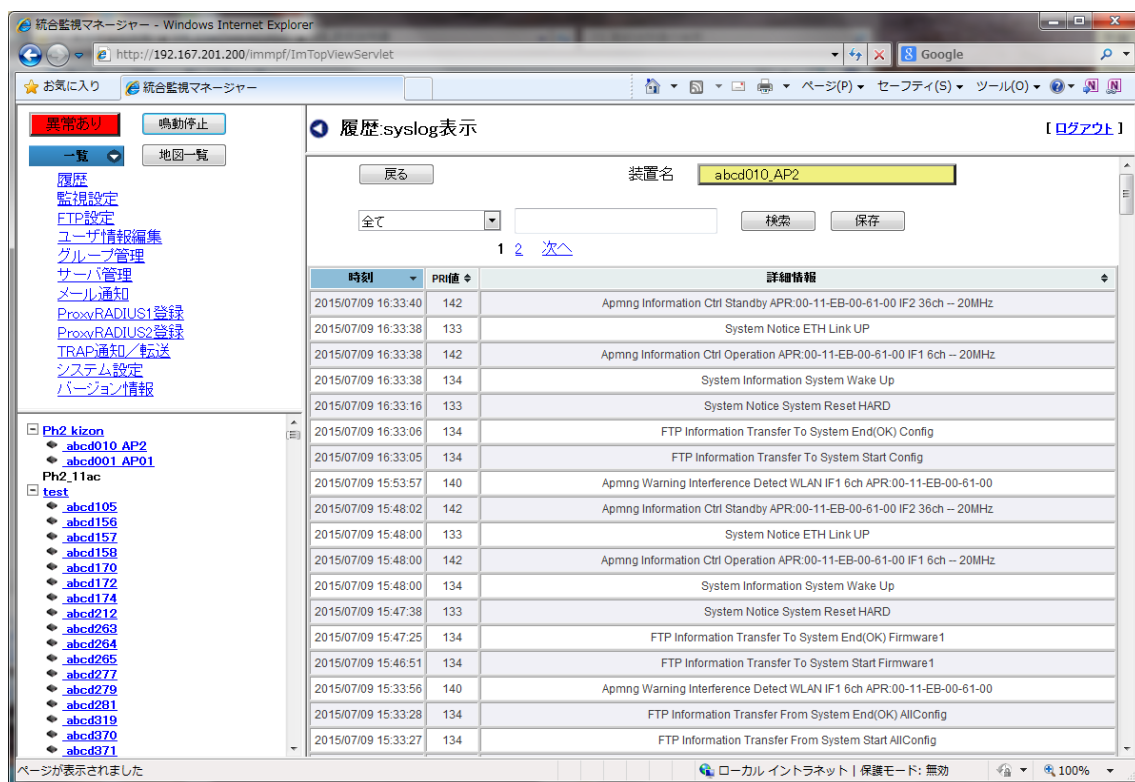 統合監視マネージャー - Windows Internet Explorer
http://192.167.201.200/immpf/ImTopViewServlet
Google
お気に入り
統合監視マネージャー
ページ(P)
セーフティ(S)
ツール(O)
異常あり
鳴動停止
一覧
地図一覧
履歴
監視設定
FTP設定
ユーザ情報編集
グループ管理
サーバ管理
メール通知
ProxyRADIUS1登録
ProxyRADIUS2登録
TRAP通知/転送
システム設定
バージョン情報
Ph2 kizon
abcd010 AP2
abcd001 AP01
Ph2_11ac
test
abcd105
abcd156
abcd157
abcd158
abcd170
abcd172
abcd174
abcd212
abcd263
abcd264
abcd265
abcd277
abcd279
abcd281
abcd319
abcd370
abcd371
履歴:syslog表示
[ ログアウト ]
戻る
装置名
abcd010_AP2
全て
検索
保存
1 2 次へ
時刻 PRI値 詳細情報
2015/07/09 16:33:40 142 Apmng Information Ctrl Standby APR:00-11-EB-00-61-00 IF2 36ch -- 20MHz
2015/07/09 16:33:38 133 System Notice ETH Link UP
2015/07/09 16:33:38 142 Apmng Information Ctrl Operation APR:00-11-EB-00-61-00 IF1 6ch -- 20MHz
2015/07/09 16:33:38 134 System Information System Wake Up
2015/07/09 16:33:16 133 System Notice System Reset HARD
2015/07/09 16:33:06 134 FTP Information Transfer To System End(OK) Config
2015/07/09 16:33:05 134 FTP Information Transfer To System Start Config
2015/07/09 15:53:57 140 Apmng Warning Interference Detect WLAN IF1 6ch APR:00-11-EB-00-61-00
2015/07/09 15:48:02 142 Apmng Information Ctrl Standby APR:00-11-EB-00-61-00 IF2 36ch -- 20MHz
2015/07/09 15:48:00 133 System Notice ETH Link UP
2015/07/09 15:48:00 142 Apmng Information Ctrl Operation APR:00-11-EB-00-61-00 IF1 6ch -- 20MHz
2015/07/09 15:48:00 134 System Information System Wake Up
2015/07/09 15:47:38 133 System Notice System Reset HARD
2015/07/09 15:47:25 134 FTP Information Transfer To System End(OK) Firmware1
2015/07/09 15:46:51 134 FTP Information Transfer To System Start Firmware1
2015/07/09 15:33:56 140 Apmng Warning Interference Detect WLAN IF1 6ch APR:00-11-EB-00-61-00
2015/07/09 15:33:28 134 FTP Information Transfer From System End(OK) AllConfig
2015/07/09 15:33:27 134 FTP Information Transfer From System Start AllConfig
ページが表示されました
ローカル イントラネット | 保護モード: 無効
100%